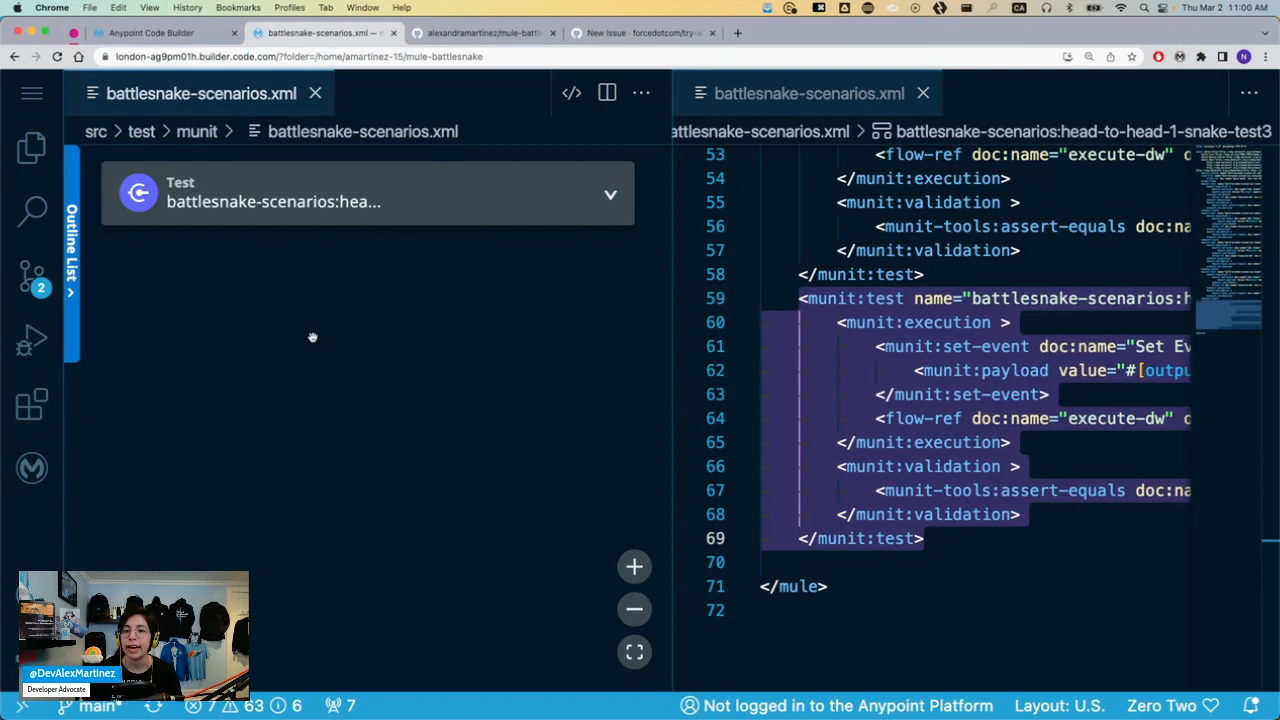 Chrome File Edit View History Bookmarks Profiles Tab Window Help
CA
Thu Mar 2 11:00 AM
Anypoint Code Builder
battlesnake-scenarios.xml — m
alexandramartinez/mule-battle
New Issue · forcedotcom/try-a
london-ag9pm01h.builder.code.com/?folder=/home/amartinez-15/mule-battlesnake
N
battlesnake-scenarios.xml
battlesnake-scenarios.xml
src > test > munit > battlesnake-scenarios.xml
attlesnake-scenarios.xml > battlesnake-scenarios:head-to-head-1-snake-test3
Outline List >
Test
battlesnake-scenarios:hea...
2
53 <flow-ref doc:name="execute-dw" d
54 </munit:execution>
55 <munit:validation >
56 <munit-tools:assert-equals doc:na
57 </munit:validation>
58 </munit:test>
59 <munit:test name="battlesnake-scenarios:h
60 <munit:execution >
61 <munit:set-event doc:name="Set Ev
62 <munit:payload value="#[outpu
63 </munit:set-event>
64 <flow-ref doc:name="execute-dw" d
65 </munit:execution>
66 <munit:validation >
67 <munit-tools:assert-equals doc:na
68 </munit:validation>
69 </munit:test>
70
71 </mule>
72
@DevAlexMartinez
Developer Advocate
main* 7 63 6 7
Not logged in to the Anypoint Platform Layout: U.S. Zero Two